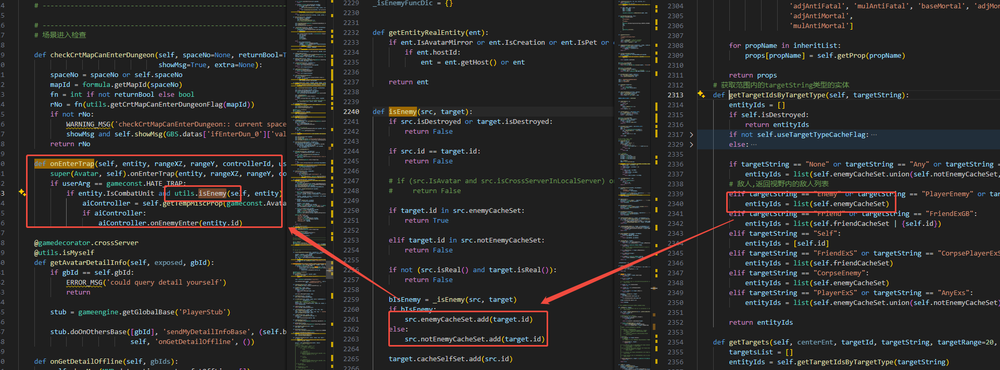 # ------------------------------------------------------------
# ------------------------------------------------------------
# 场景进入检查
def checkCrtMapCanEnterDungeon(self, spaceNo=None, returnBool=T
showMsg=True, extra=None):
spaceNo = spaceNo or self.spaceNo
mapId = formula.getMapId(spaceNo)
fn = int if not returnBool else bool
rNo = fn(utils.getCrtMapCanEnterDungeonFlag(mapId))
if not rNo:
WARNING_MSG('checkCrtMapCanEnterDungeon:: current space
showMsg and self.showMsg(GBS.datas['ifEnterDun_0']['val
return rNo
def onEnterTrap(self, entity, rangeXZ, rangeY, controllerId, us
super(Avatar, self).onEnterTrap(entity, rangeXZ, rangeY, co
if userArg == gameconst.HATE_TRAP:
if entity.IsCombatUnit and utils.isEnemy(self, entity)
aiController = self.getTempMiscProp(gameconst.Avata
if aiController:
aiController.onEnemyEnter(entity.id)
@gamedecorator.crossServer
@utils.isMyself
def getAvatarDetailInfo(self, exposed, gbId):
if gbId == self.gbId:
ERROR_MSG('could query detail yourself')
return
stub = gameengine.getGlobalBase('PlayerStub')
stub.doOnOthersBase([gbId], 'sendMyDetailInfoBase', (self.b
self, 'onGetDetailOffline', ())
def onGetDetailOffline(self, gbIds):
2229 _isEnemyFuncDic = {}
2230
2231
2232 def getEntityRealEntity(ent):
2233 if ent.IsAvatarMirror or ent.IsCreation or ent.IsPet or
2234 if ent.hostId:
2235 ent = ent.getHost() or ent
2236
2237 return ent
2238
2239
2240 def isEnemy(src, target):
2241 if src.isDestroyed or target.isDestroyed:
2242 return False
2243
2244 if src.id == target.id:
2245 return False
2246
2247 # if (src.IsAvatar and src.isCrossServerInLocalServer) o
2248 # return False
2249
2250 if target.id in src.enemyCacheSet:
2251 return True
2252
2253 elif target.id in src.notEnemyCacheSet:
2254 return False
2255
2256 if not (src.isReal() and target.isReal()):
2257 return False
2258
2259 bIsEnemy = _isEnemy(src, target)
2260 if bIsEnemy:
2261 src.enemyCacheSet.add(target.id)
2262 else:
2263 src.notEnemyCacheSet.add(target.id)
2264
2265 target.cacheSelfSet.add(src.id)
2266
2304 'adjAntiFatal', 'mulAntiFatal', 'baseMortal', 'adjMor
2305 'adjAntiMortal',
2306 'mulAntiMortal']
2307
2308 for propName in inheritList:
2309 props[propName] = self.getProp(propName)
2310
2311 return props
2312 # 获取范围内的targetString类型的实体
2313 def getTargetIdsByTargetType(self, targetString):
2314 entityIds = []
2315 if self.isDestroyed:
2316 return entityIds
2317 if not self.useTargetTypeCacheFlag:
2329 else:
2335
2336 if targetString == "None" or targetString == "Any" or targetString =
2337 entityIds = list(self.enemyCacheSet.union(self.notEnemyCacheSet,
2338 # 敌人,返回视野内的敌人列表
2339 elif targetString == "Enemy" or targetString == "PlayerEnemy" or tar
2340 entityIds = list(self.enemyCacheSet)
2341 elif targetString == "Friend" or targetString == "FriendExGB":
2342 entityIds = list(self.friendCacheSet | {self.id})
2343 elif targetString == "Self":
2344 entityIds = [self.id]
2345 elif targetString == "FriendExS" or targetString == "CorpsePlayerExS
2346 entityIds = list(self.friendCacheSet)
2347 elif targetString == "CorpseEnemy":
2348 entityIds = list(self.enemyCacheSet)
2349 elif targetString == "PlayerExS" or targetString == "AnyExs":
2350 entityIds = list(self.enemyCacheSet.union(self.notEnemyCacheSet)
2351
2352 return entityIds
2353
2354 def getTargets(self, centerEnt, targetId, targetString, targetRange=20,
2355 targetsList = []
2356 entityIds = self.getTargetIdsByTargetType(targetString)